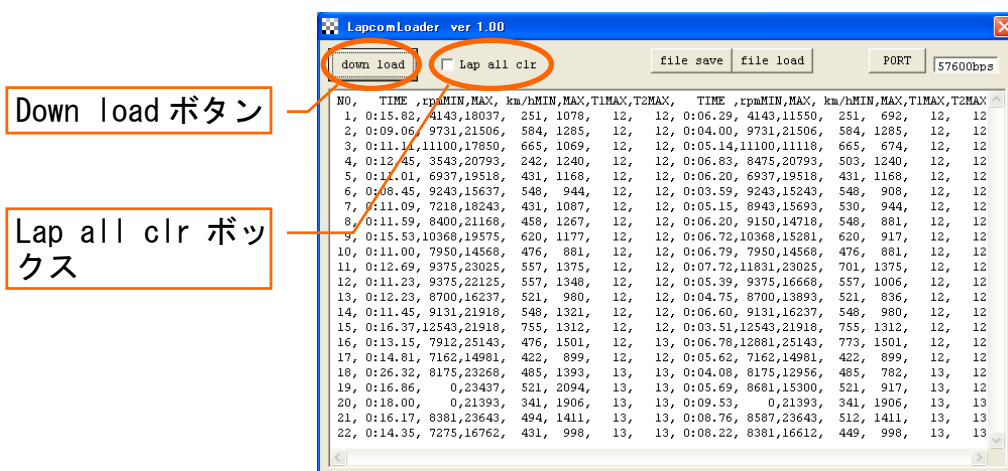 LapcomLoader ver 1.00
down load
Lap all clr
file save
file load
PORT
57600bps
Down load ボタン
Lap all clr ボッ
クス
NO,   TIME ,rpmMIN,MAX, km/hMIN,MAX,T1MAX,T2MAX,   TIME ,rpmMIN,MAX, km/hMIN,MAX,T1MAX,T2MAX
1, 0:15.82, 4143,18037,  251, 1078,   12,   12, 0:06.29, 4143,11550,  251,  692,   12,   12
2, 0:09.06, 9731,21506,  584, 1285,   12,   12, 0:04.00, 9731,21506,  584, 1285,   12,   12
3, 0:11.11,11100,17850,  665, 1069,   12,   12, 0:05.14,11100,11118,  665,  674,   12,   12
4, 0:12.45, 3543,20793,  242, 1240,   12,   12, 0:06.83, 8475,20793,  503, 1240,   12,   12
5, 0:11.01, 6937,19518,  431, 1168,   12,   12, 0:06.20, 6937,19518,  431, 1168,   12,   12
6, 0:08.45, 9243,15637,  548,  944,   12,   12, 0:03.59, 9243,15243,  548,  908,   12,   12
7, 0:11.09, 7218,18243,  431, 1087,   12,   12, 0:05.15, 8943,15693,  530,  944,   12,   12
8, 0:11.59, 8400,21168,  458, 1267,   12,   12, 0:06.20, 9150,14718,  548,  881,   12,   12
9, 0:15.53,10368,19575,  620, 1177,   12,   12, 0:06.72,10368,15281,  620,  917,   12,   12
10, 0:11.00, 7950,14568,  476,  881,   12,   12, 0:06.79, 7950,14568,  476,  881,   12,   12
11, 0:12.69, 9375,23025,  557, 1375,   12,   12, 0:07.72,11831,23025,  701, 1375,   12,   12
12, 0:11.23, 9375,22125,  557, 1348,   12,   12, 0:05.39, 9375,16668,  557, 1006,   12,   12
13, 0:12.23, 8700,16237,  521,  980,   12,   12, 0:04.75, 8700,13893,  521,  836,   12,   12
14, 0:11.45, 9131,21918,  548, 1321,   12,   12, 0:06.60, 9131,16237,  548,  980,   12,   12
15, 0:16.37,12543,21918,  755, 1312,   12,   12, 0:03.51,12543,21918,  755, 1312,   12,   12
16, 0:13.15, 7912,25143,  476, 1501,   12,   13, 0:06.78,12881,25143,  773, 1501,   12,   12
17, 0:14.81, 7162,14981,  422,  899,   12,   12, 0:05.62, 7162,14981,  422,  899,   12,   12
18, 0:26.32, 8175,23268,  485, 1393,   13,   13, 0:04.08, 8175,12956,  485,  782,   13,   12
19, 0:16.86,    0,23437,  521, 2094,   13,   13, 0:05.69, 8681,15300,  521,  917,   13,   12
20, 0:18.00,    0,21393,  341, 1906,   13,   13, 0:09.53,    0,21393,  341, 1906,   13,   13
21, 0:16.17, 8381,23643,  494, 1411,   13,   13, 0:08.76, 8587,23643,  512, 1411,   13,   13
22, 0:14.35, 7275,16762,  431,  998,   13,   13, 0:08.22, 8381,16612,  449,  998,   13,   13